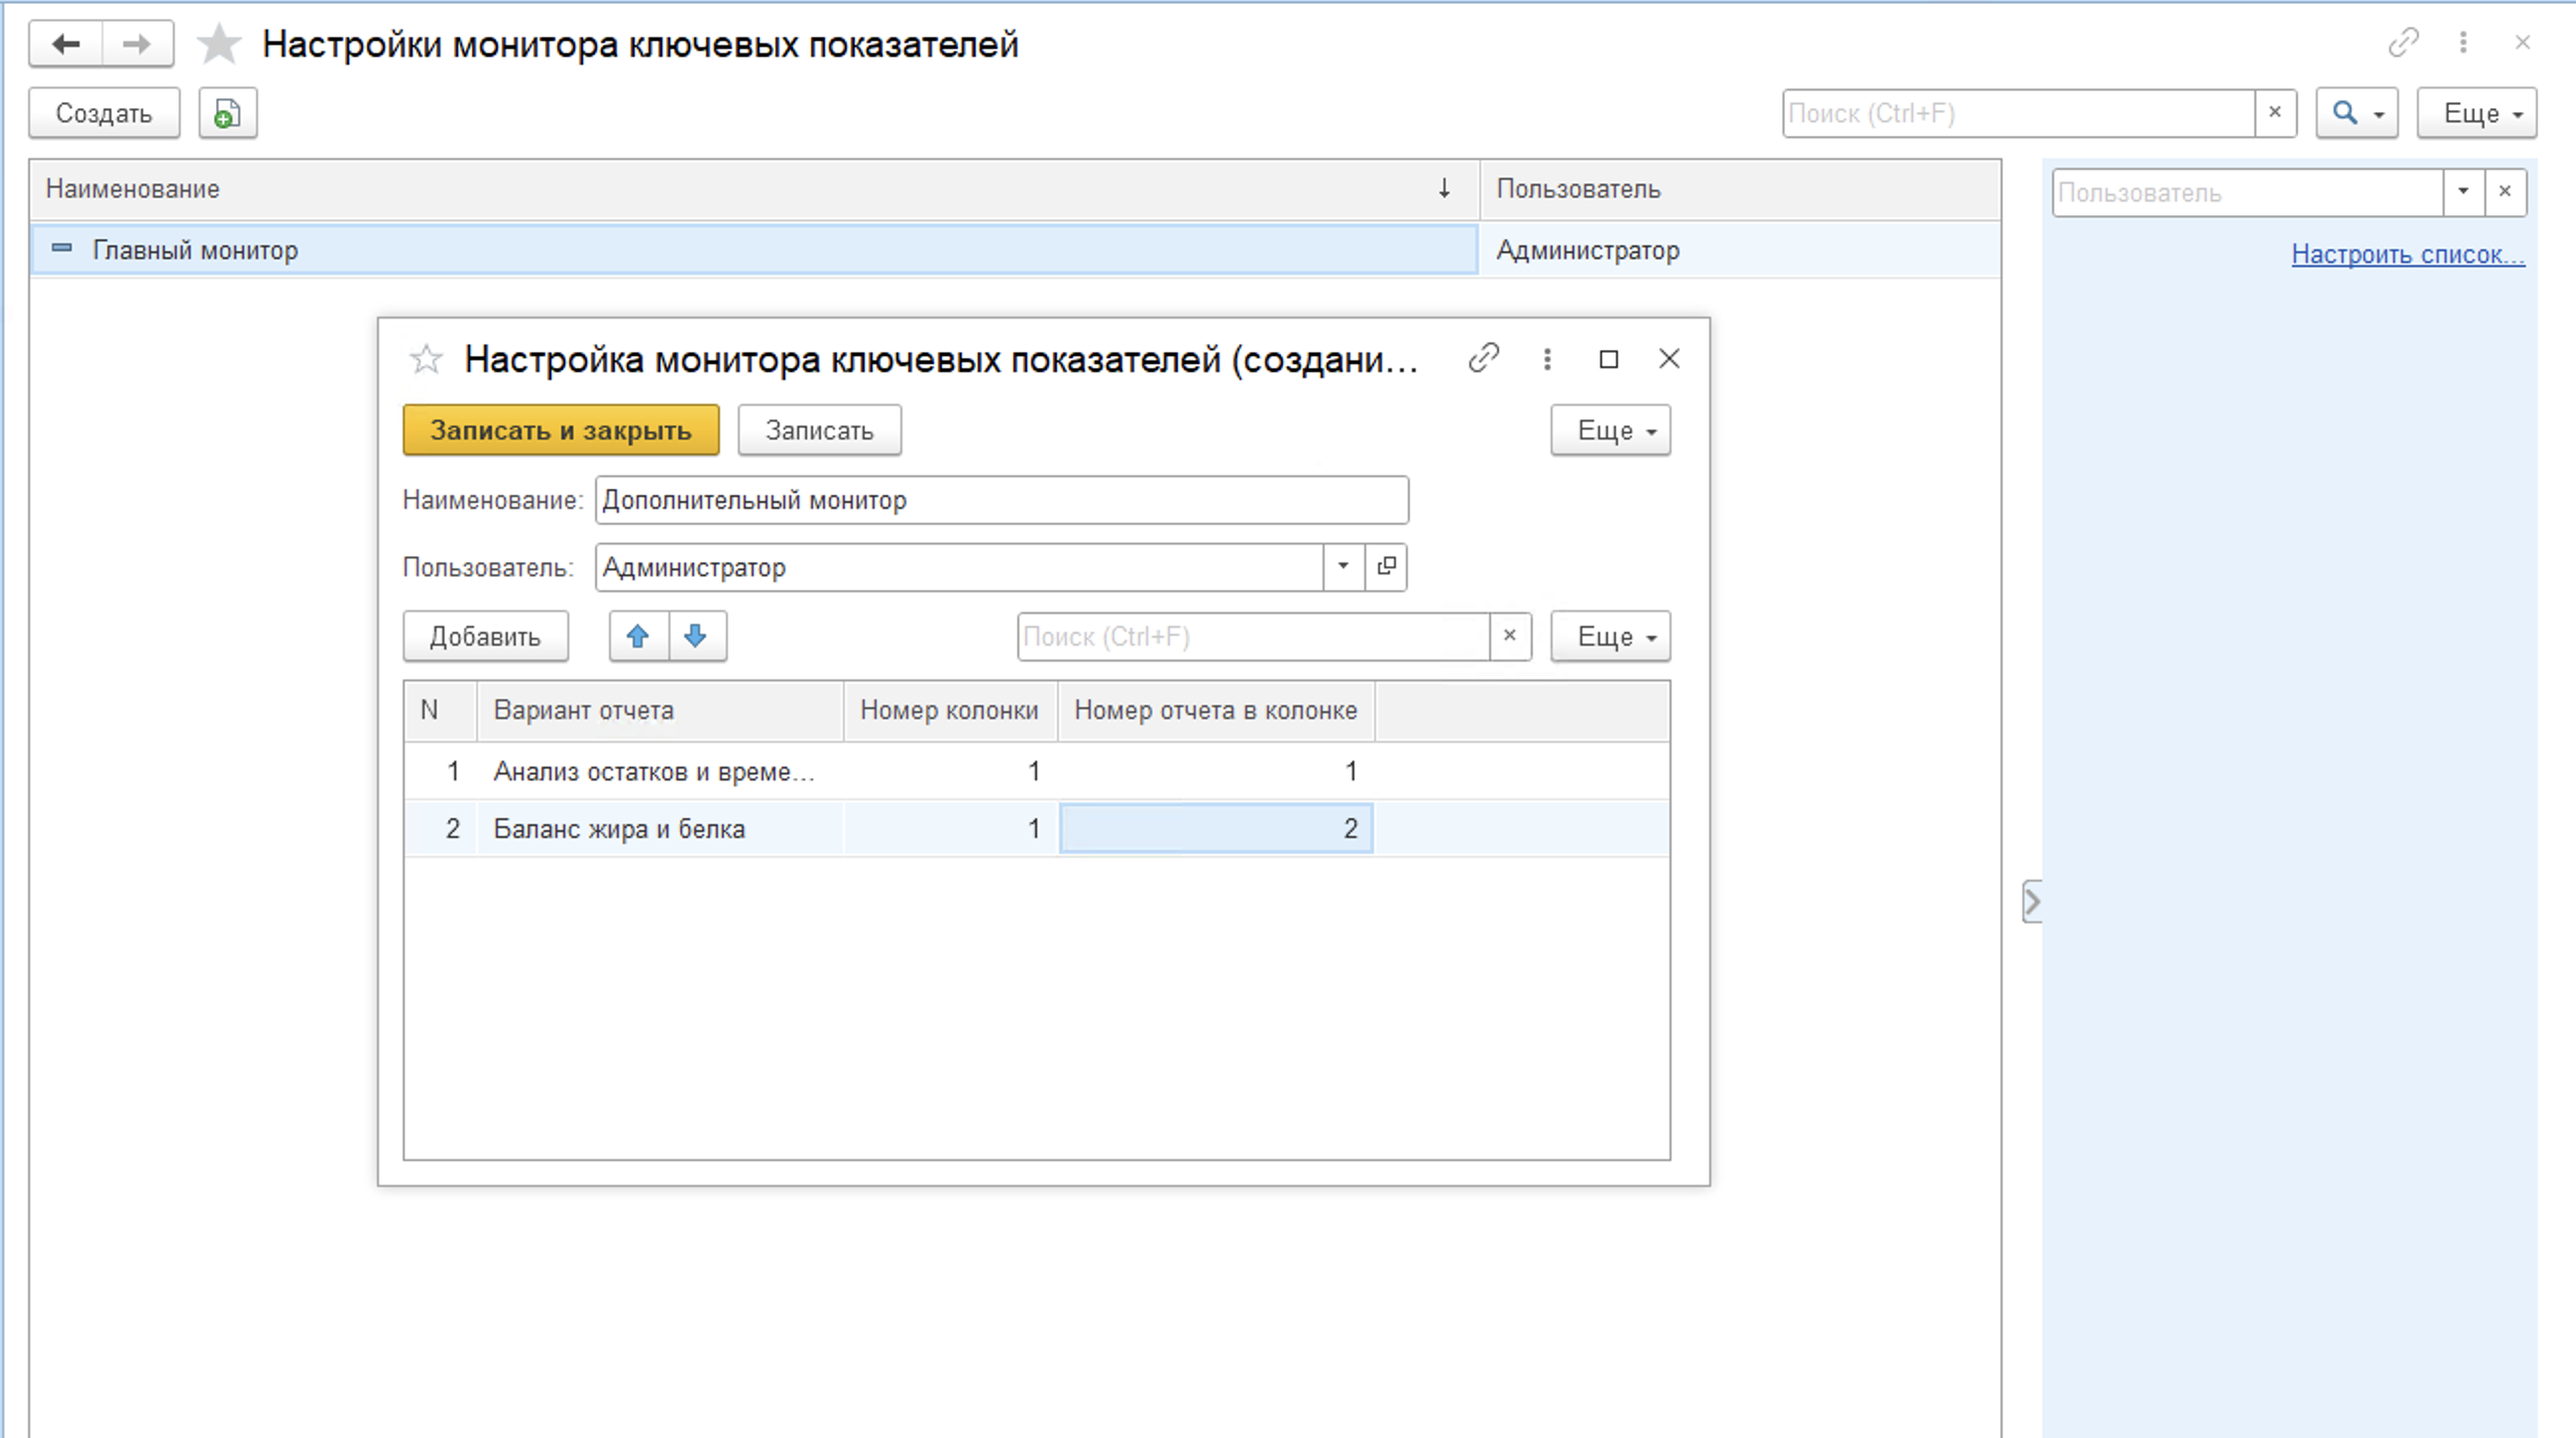 Настройки монитора ключевых показателей
Создать
Поиск (Ctrl+F)
Еще
Наименование
Пользователь
Пользователь
Главный монитор
Администратор
Настроить список...
Настройка монитора ключевых показателей (создани...
Записать и закрыть
Записать
Еще
Наименование: Дополнительный монитор
Пользователь: Администратор
Добавить
Поиск (Ctrl+F)
Еще
N Вариант отчета Номер колонки Номер отчета в колонке
1 Анализ остатков и време... 1 1
2 Баланс жира и белка 1 2